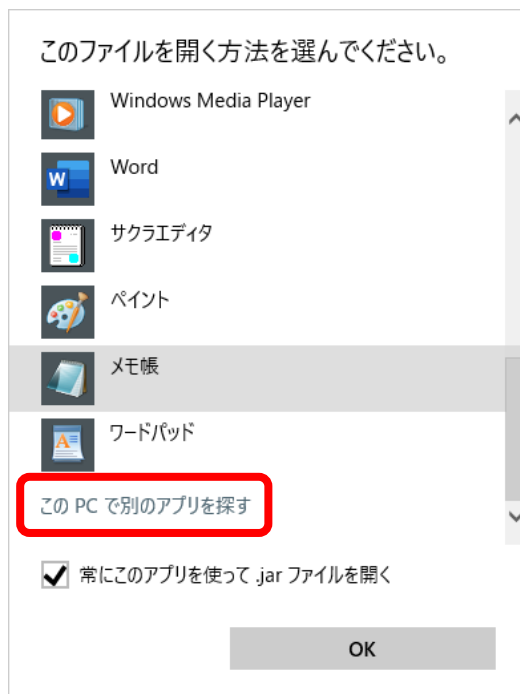 このファイルを開く方法を選んでください。
Windows Media Player
Word
サクラエディタ
ペイント
メモ帳
ワードパッド
この PC で別のアプリを探す
常にこのアプリを使って .jar ファイルを開く
OK